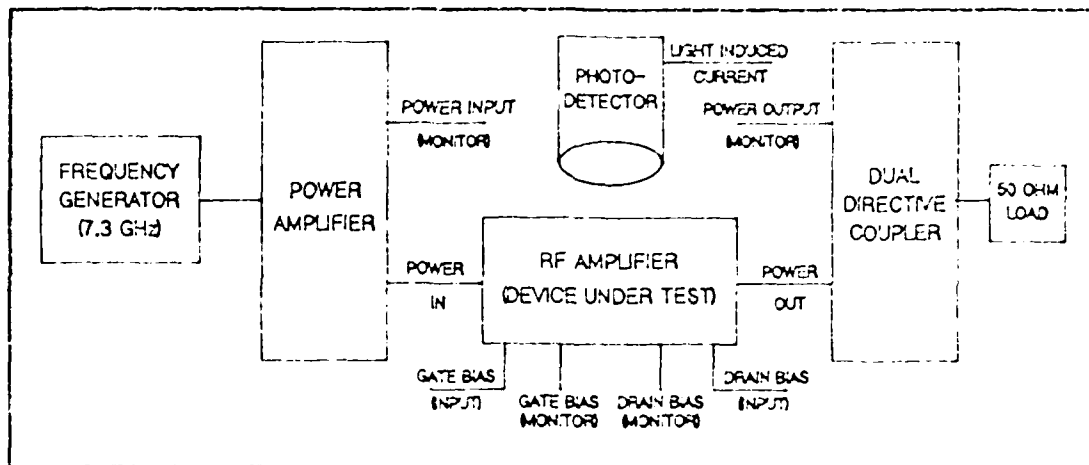 FREQUENCY
GENERATOR
(7.3 GHz)
POWER
AMPLIFIER
POWER INPUT
(MONITOR)
POWER
IN
PHOTO-
DETECTOR
LIGHT INDUCED
CURRENT
POWER OUTPUT
(MONITOR)
RF AMPLIFIER
(DEVICE UNDER TEST)
POWER
OUT
DUAL
DIRECTIVE
COUPLER
50 OHM
LOAD
GATE BIAS
(INPUT)
GATE BIAS
(MONITOR)
DRAIN BIAS
(MONITOR)
DRAIN BIAS
(INPUT)